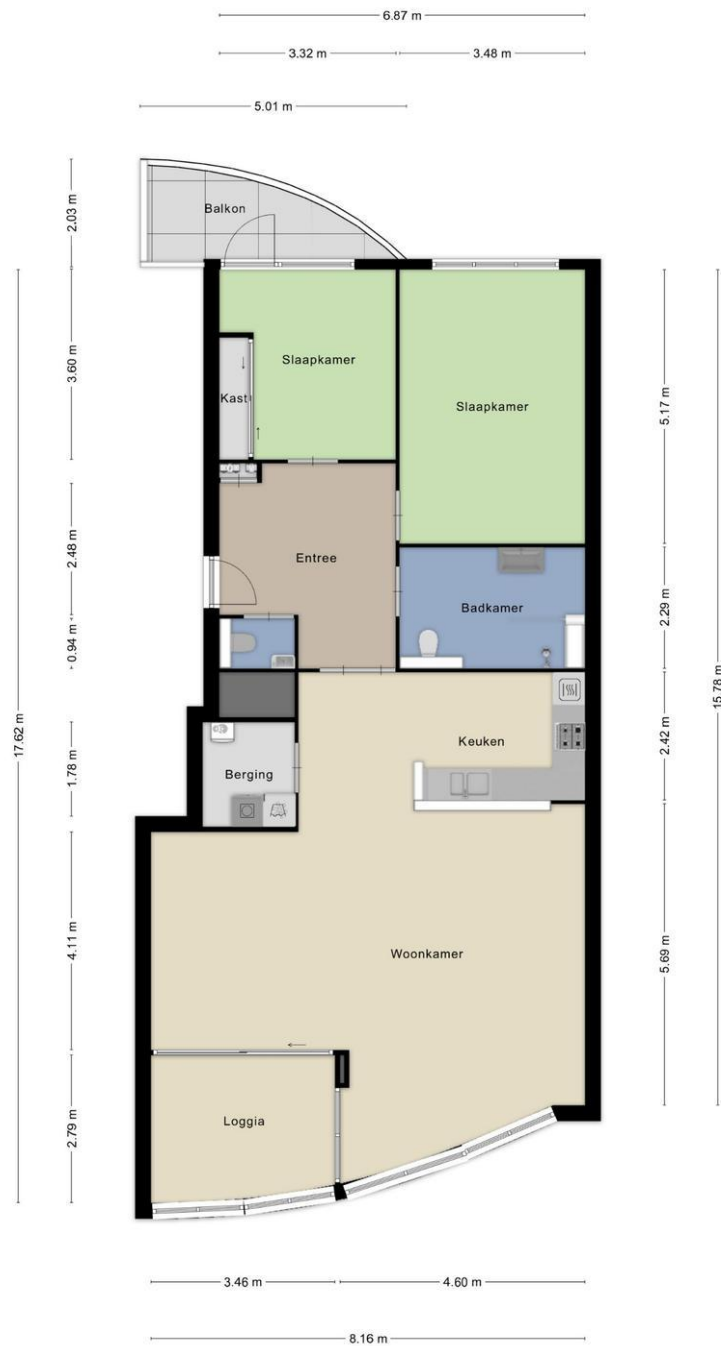 6.87 m
3.32 m
3.48 m
5.01 m
2.03 m
Balkon
3.60 m
Slaapkamer
Kast
Slaapkamer
5.17 m
17.62 m
2.48 m
Entree
Badkamer
2.29 m
0.94 m
15.78 m
Keuken
2.42 m
1.78 m
Berging
4.11 m
Woonkamer
5.69 m
2.79 m
Loggia
3.46 m
4.60 m
8.16 m